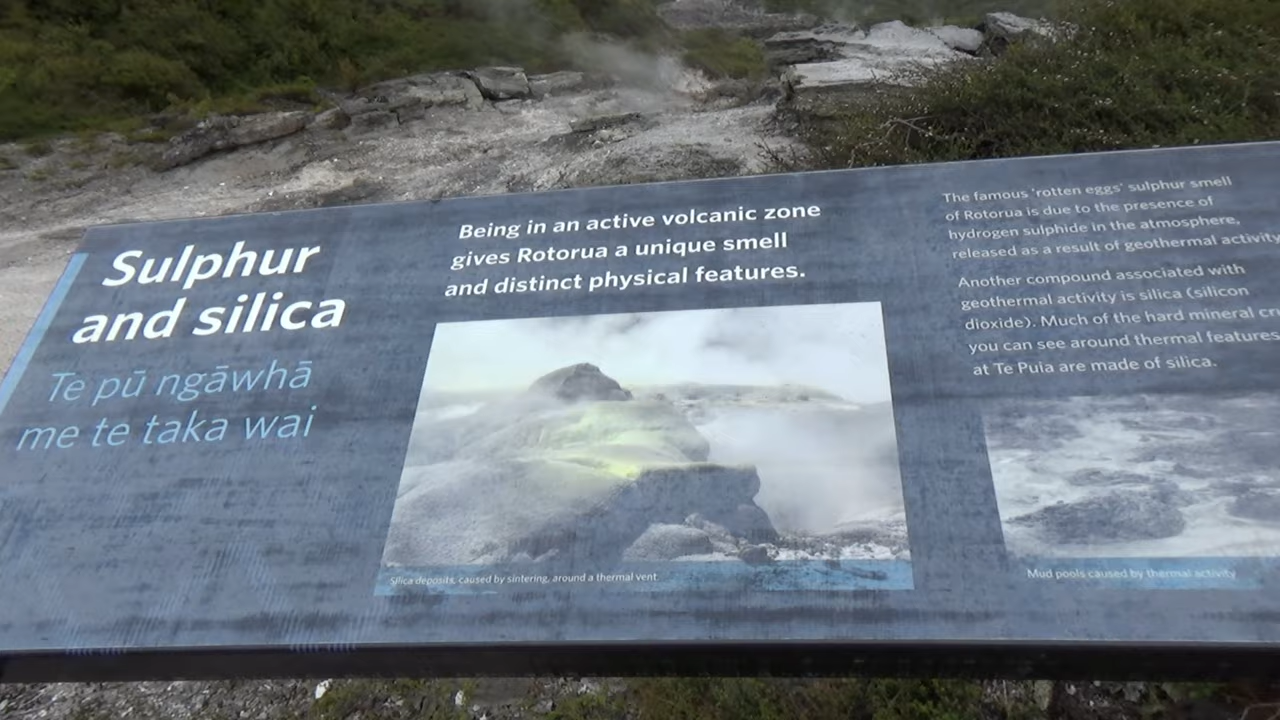 Sulphur
and silica
Te pū ngāwhā
me te taka wai
Being in an active volcanic zone
gives Rotorua a unique smell
and distinct physical features.
Silica deposits, caused by sintering, around a thermal vent
The famous 'rotten eggs' sulphur smell
of Rotorua is due to the presence of
hydrogen sulphide in the atmosphere,
released as a result of geothermal activity
Another compound associated with
geothermal activity is silica (silicon
dioxide). Much of the hard mineral
you can see around thermal features
at Te Puia are made of silica.
Mud pools caused by thermal activity